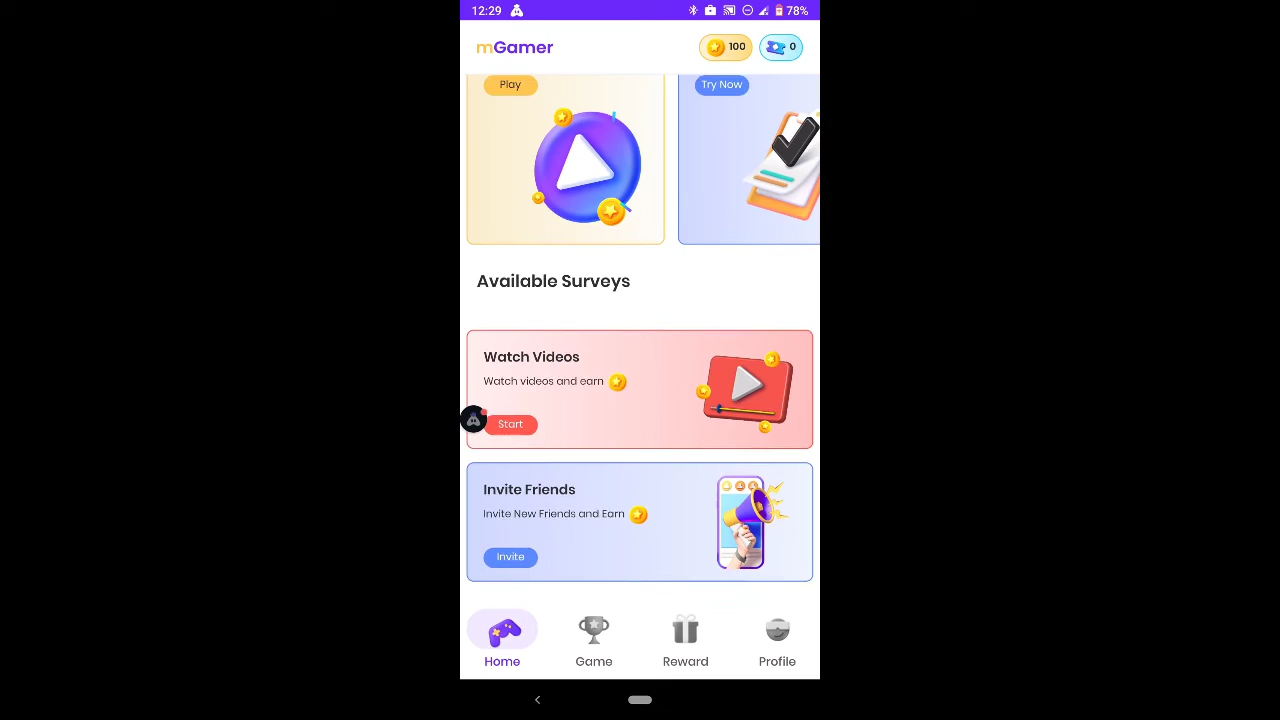 12:29
78%
mGamer
100
0
Play
Try Now
Available Surveys
Watch Videos
Watch videos and earn
Start
Invite Friends
Invite New Friends and Earn
Invite
Home
Game
Reward
Profile